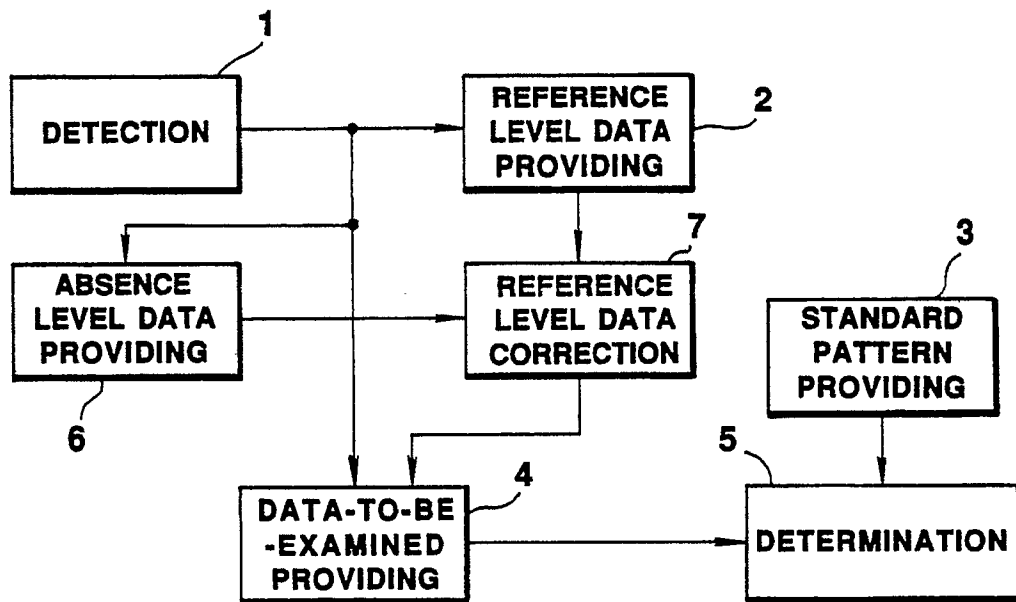 1
DETECTION
REFERENCE
LEVEL DATA
PROVIDING
2
ABSENCE
LEVEL DATA
PROVIDING
6
7
REFERENCE
LEVEL DATA
CORRECTION
3
STANDARD
PATTERN
PROVIDING
4
DATA-TO-BE
-EXAMINED
PROVIDING
5
DETERMINATION